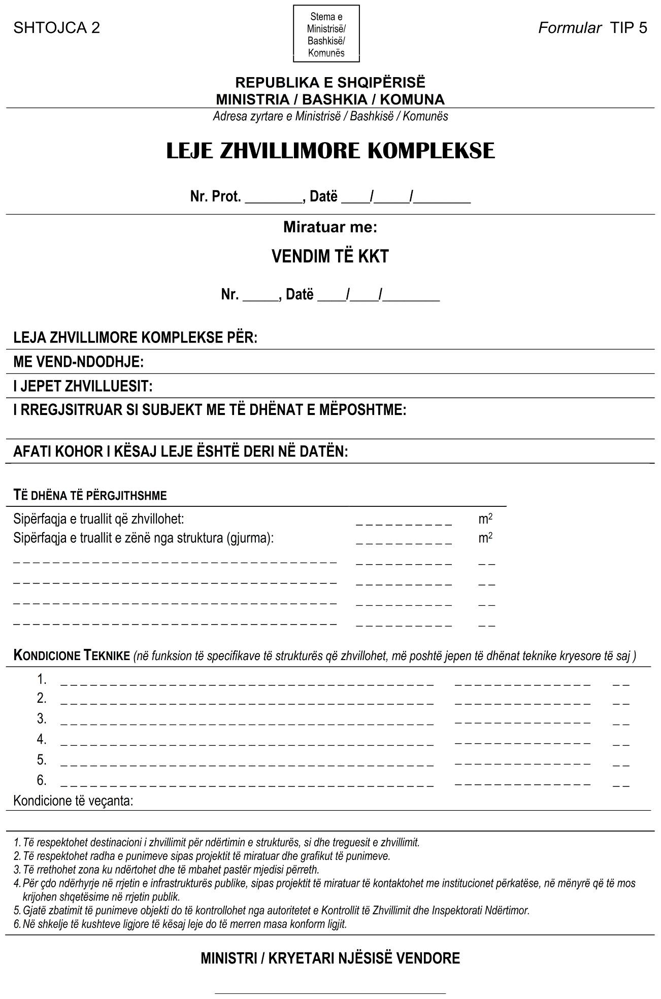 SHTOJCA 2
Stema e
Ministrisë/
Bashkisë/
Komunës
Formular TIP 5
REPUBLIKA E SHQIPËRISË
MINISTRIA / BASHKIA / KOMUNA
Adresa zyrtare e Ministrisë / Bashkisë / Komunës
LEJE ZHVILLIMORE KOMPLEKSE
Nr. Prot. ________, Datë ____/_____/________
Miratuar me:
VENDIM TË KKT
Nr. _____, Datë ____/____/________
LEJA ZHVILLIMORE KOMPLEKSE PËR:
ME VEND-NDODHJE:
I JEPET ZHVILLUESIT:
I RREGJSITRUAR SI SUBJEKT ME TË DHËNAT E MËPOSHTME:
AFATI KOHOR I KËSAJ LEJE ËSHTË DERI NË DATËN:
TË DHËNA TË PËRGJITHSHME
Sipërfaqja e truallit që zhvillohet: _ _ _ _ _ _ _ _ _ _ m²
Sipërfaqja e truallit e zënë nga struktura (gjurma): _ _ _ _ _ _ _ _ _ _ m²
KONDICIONE TEKNIKE (në funksion të specifikave të strukturës që zhvillohet, më poshtë jepen të dhënat teknike kryesore të saj )
1.
2.
3.
4.
5.
6.
Kondicione të veçanta:
1. Të respektohet destinacioni i zhvillimit për ndërtimin e strukturës, si dhe treguesit e zhvillimit.
2. Të respektohet radha e punimeve sipas projektit të miratuar dhe grafikut të punimeve.
3. Të rrethohet zona ku ndërtohet dhe të mbahet pastër mjedisi përreth.
4. Për çdo ndërhyrje në rrjetin e infrastrukturës publike, sipas projektit të miratuar të kontaktohet me institucionet përkatëse, në mënyrë që të mos
krijohen shqetësime në rrjetin publik.
5. Gjatë zbatimit të punimeve objekti do të kontrollohet nga autoritetet e Kontrollit të Zhvillimit dhe Inspektorati Ndërtimor.
6. Në shkelje të kushteve ligjore të kësaj leje do të merren masa konform ligjit.
MINISTRI / KRYETARI NJËSISË VENDORE